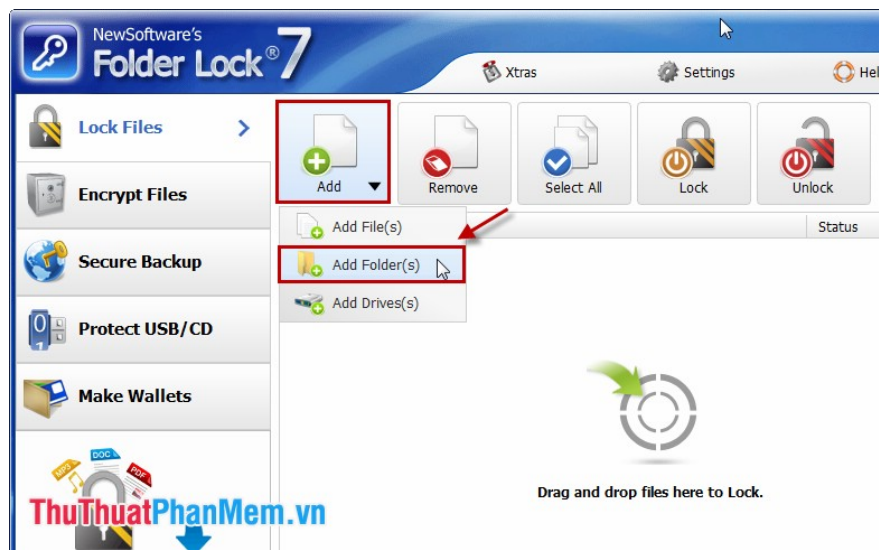 NewSoftware's
Folder Lock® 7
Xtras
Settings
Hel
Lock Files
Encrypt Files
Secure Backup
Protect USB/CD
Make Wallets
Add
Remove
Select All
Lock
Unlock
Add File(s)
Add Folder(s)
Add Drives(s)
Status
Drag and drop files here to Lock.
MP3
DOC
PDF
ThuThuatPhanMem.vn